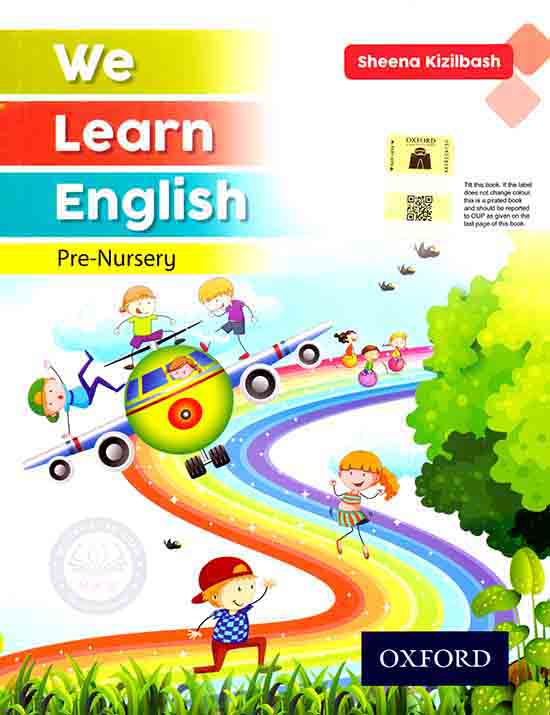 We
Learn
English
Pre-Nursery
Sheena Kizilbash
OXFORD
Tilt this book. If the label
does not change colour,
this is a pirated book
and should be reported
to OUP as given on the
last page of this book.
OXFORD